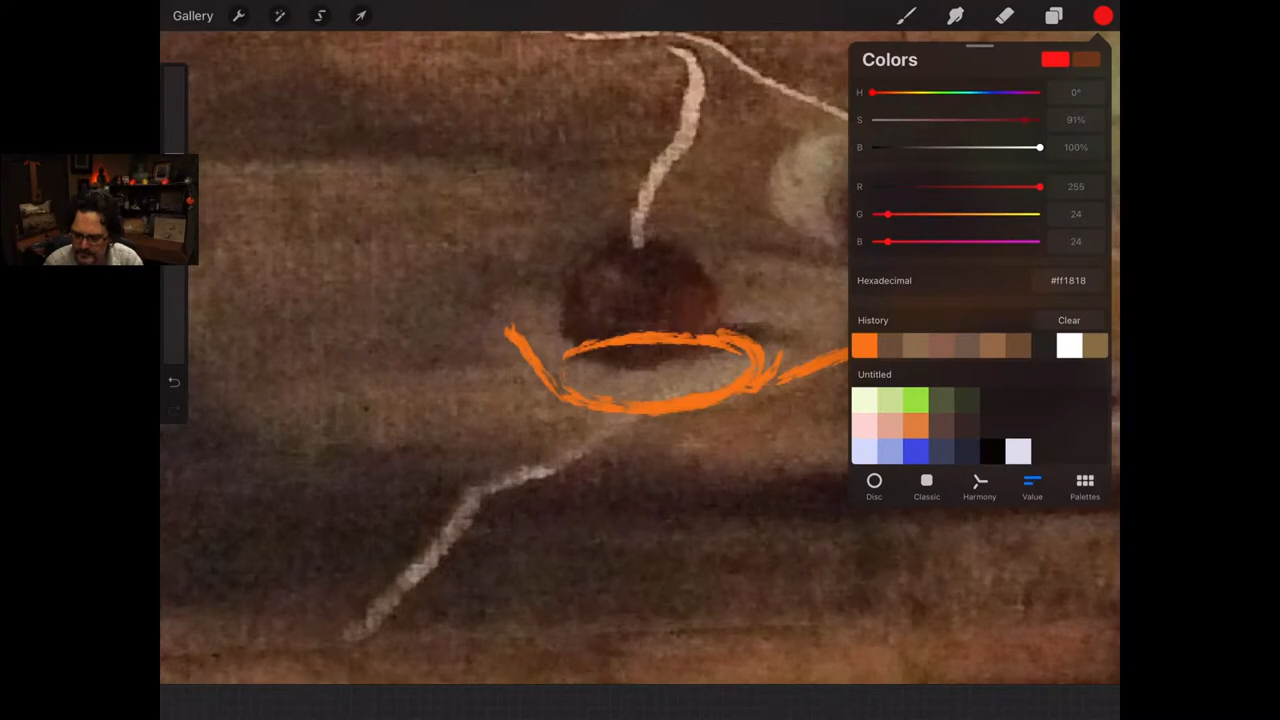 Gallery
Colors
H 0°
S 91%
B 100%
R 255
G 24
B 24
Hexadecimal #ff1818
History Clear
Untitled
Disc Classic Harmony Value Palettes